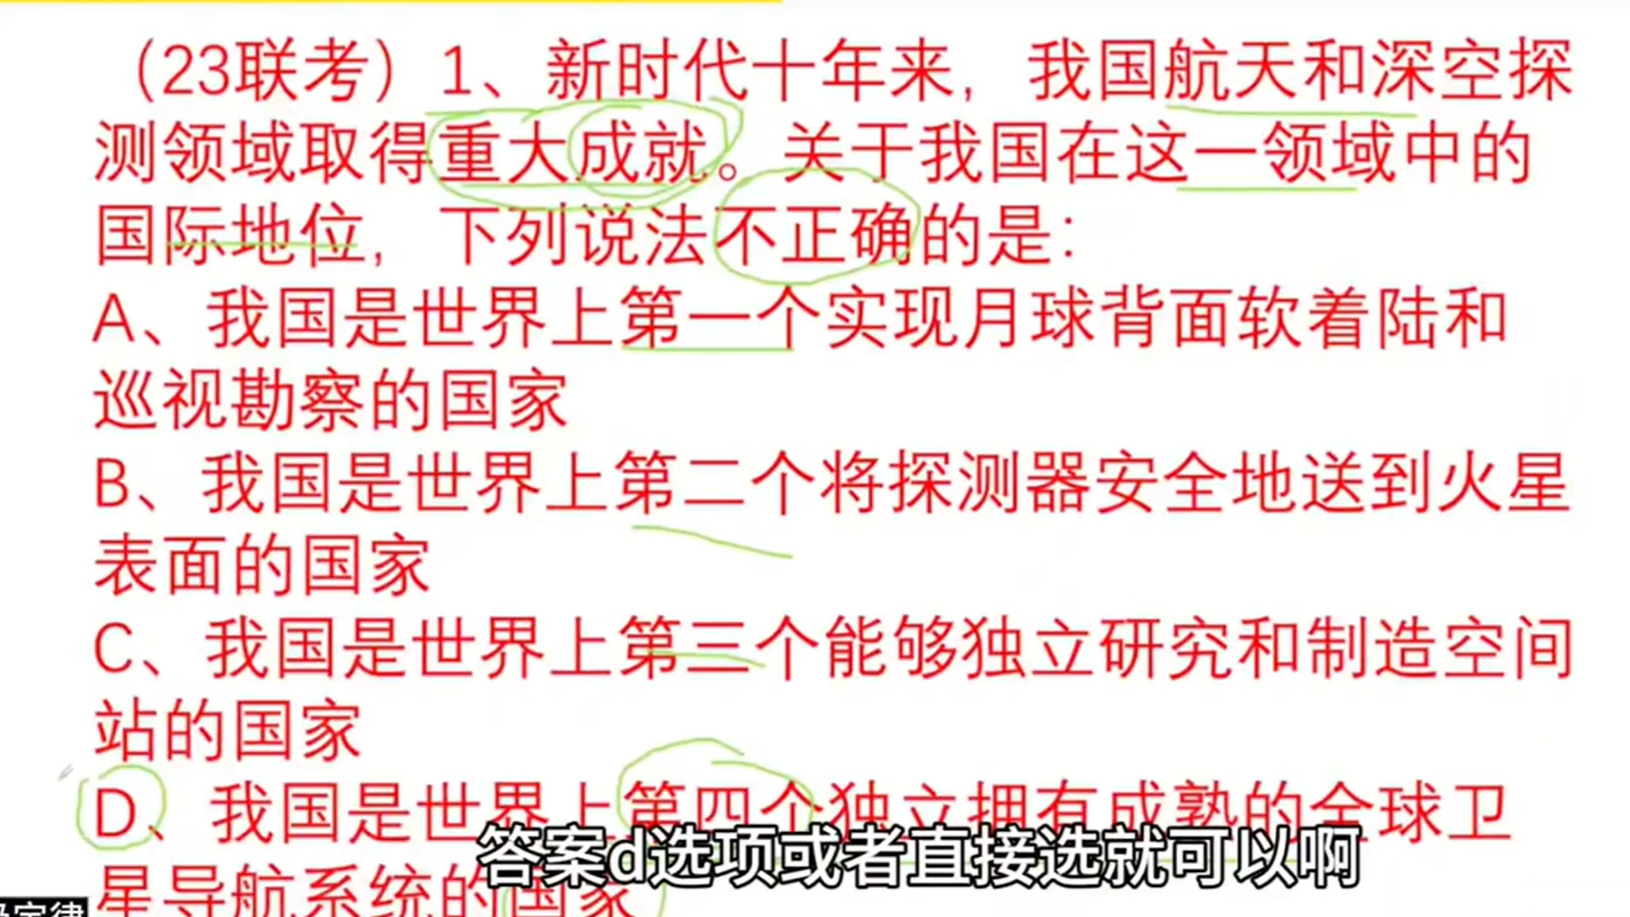 （23联考）1、新时代十年来，我国航天和深空探
测领域取得重大成就。关于我国在这一领域中的
国际地位，下列说法不正确的是：
A、我国是世界上第一个实现月球背面软着陆和
巡视勘察的国家
B、我国是世界上第二个将探测器安全地送到火星
表面的国家
C、我国是世界上第三个能够独立研究和制造空间
站的国家
D、我国是世界上第四个独立拥有成熟的全球卫
星导航系统的国家
答案d选项或者直接选就可以啊
定律